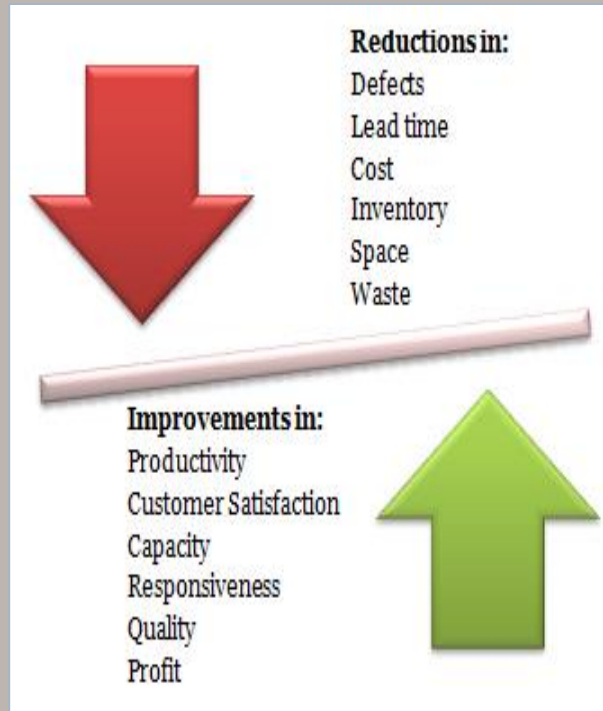 Reductions in:
Defects
Lead time
Cost
Inventory
Space
Waste
Improvements in:
Productivity
Customer Satisfaction
Capacity
Responsiveness
Quality
Profit